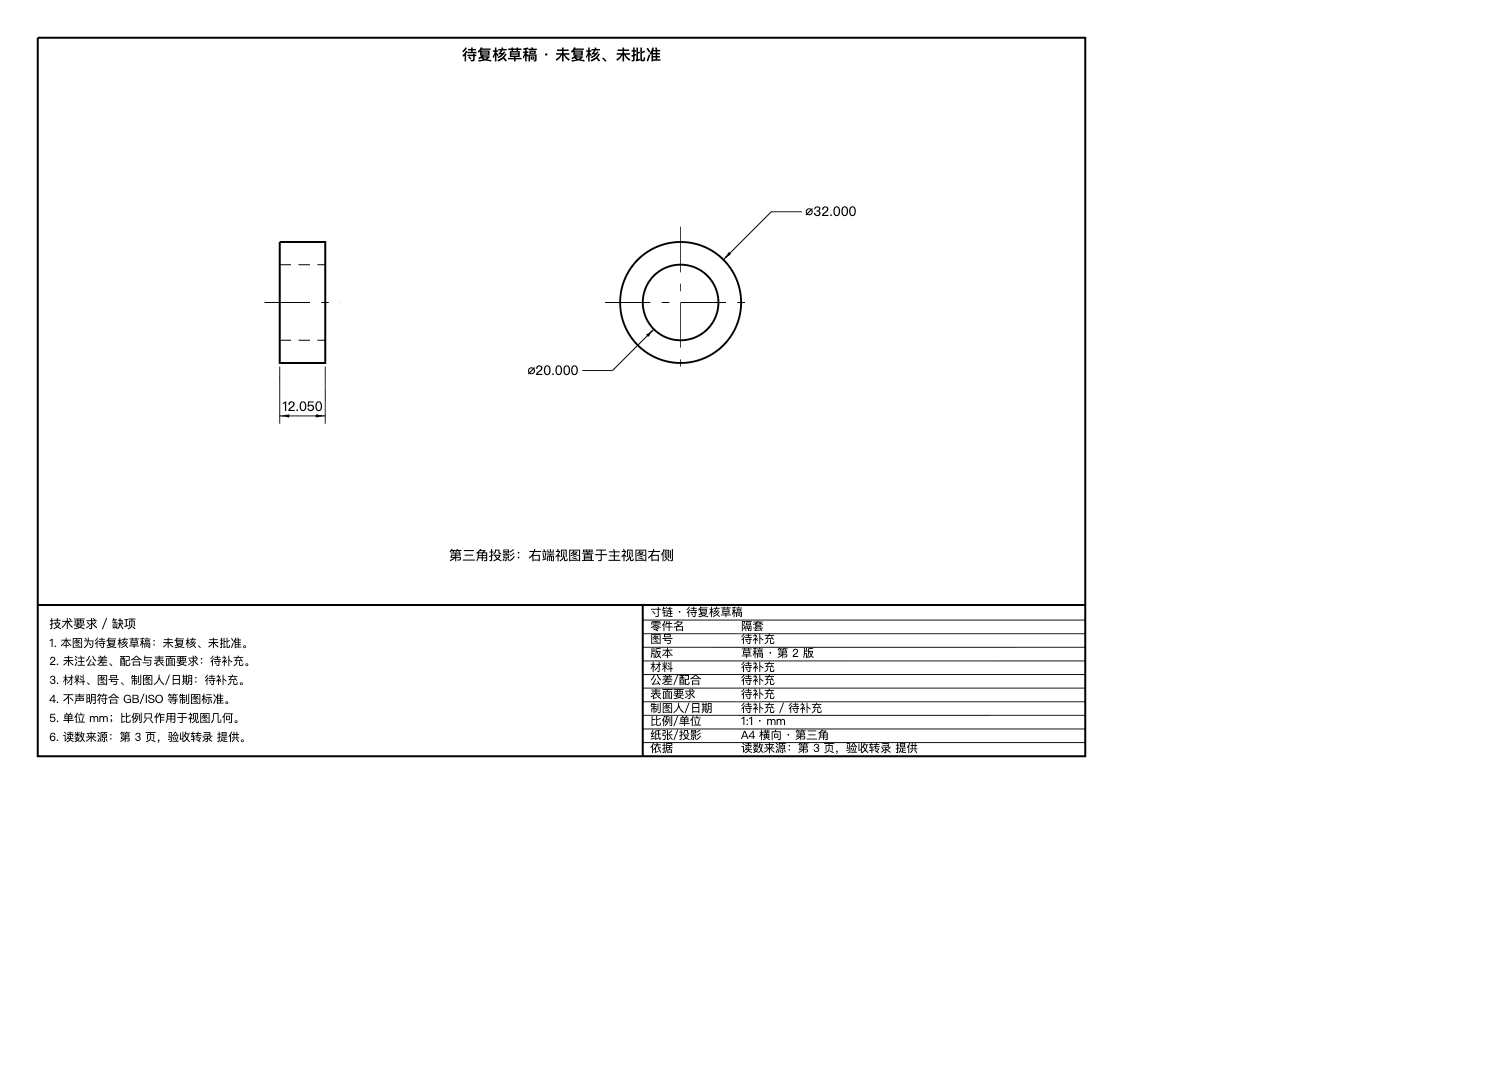 待复核草稿 · 未复核、未批准
⌀32.000
⌀20.000
12.050
第三角投影：右端视图置于主视图右侧
技术要求 / 缺项
1. 本图为待复核草稿：未复核、未批准。
2. 未注公差、配合与表面要求：待补充。
3. 材料、图号、制图人/日期：待补充。
4. 不声明符合 GB/ISO 等制图标准。
5. 单位 mm；比例只作用于视图几何。
6. 读数来源：第 3 页，验收转录 提供。
寸链 · 待复核草稿
零件名 隔套
图号 待补充
版本 草稿 · 第 2 版
材料 待补充
公差/配合 待补充
表面要求 待补充
制图人/日期 待补充 / 待补充
比例/单位 1:1 · mm
纸张/投影 A4 横向 · 第三角
依据 读数来源：第 3 页，验收转录 提供